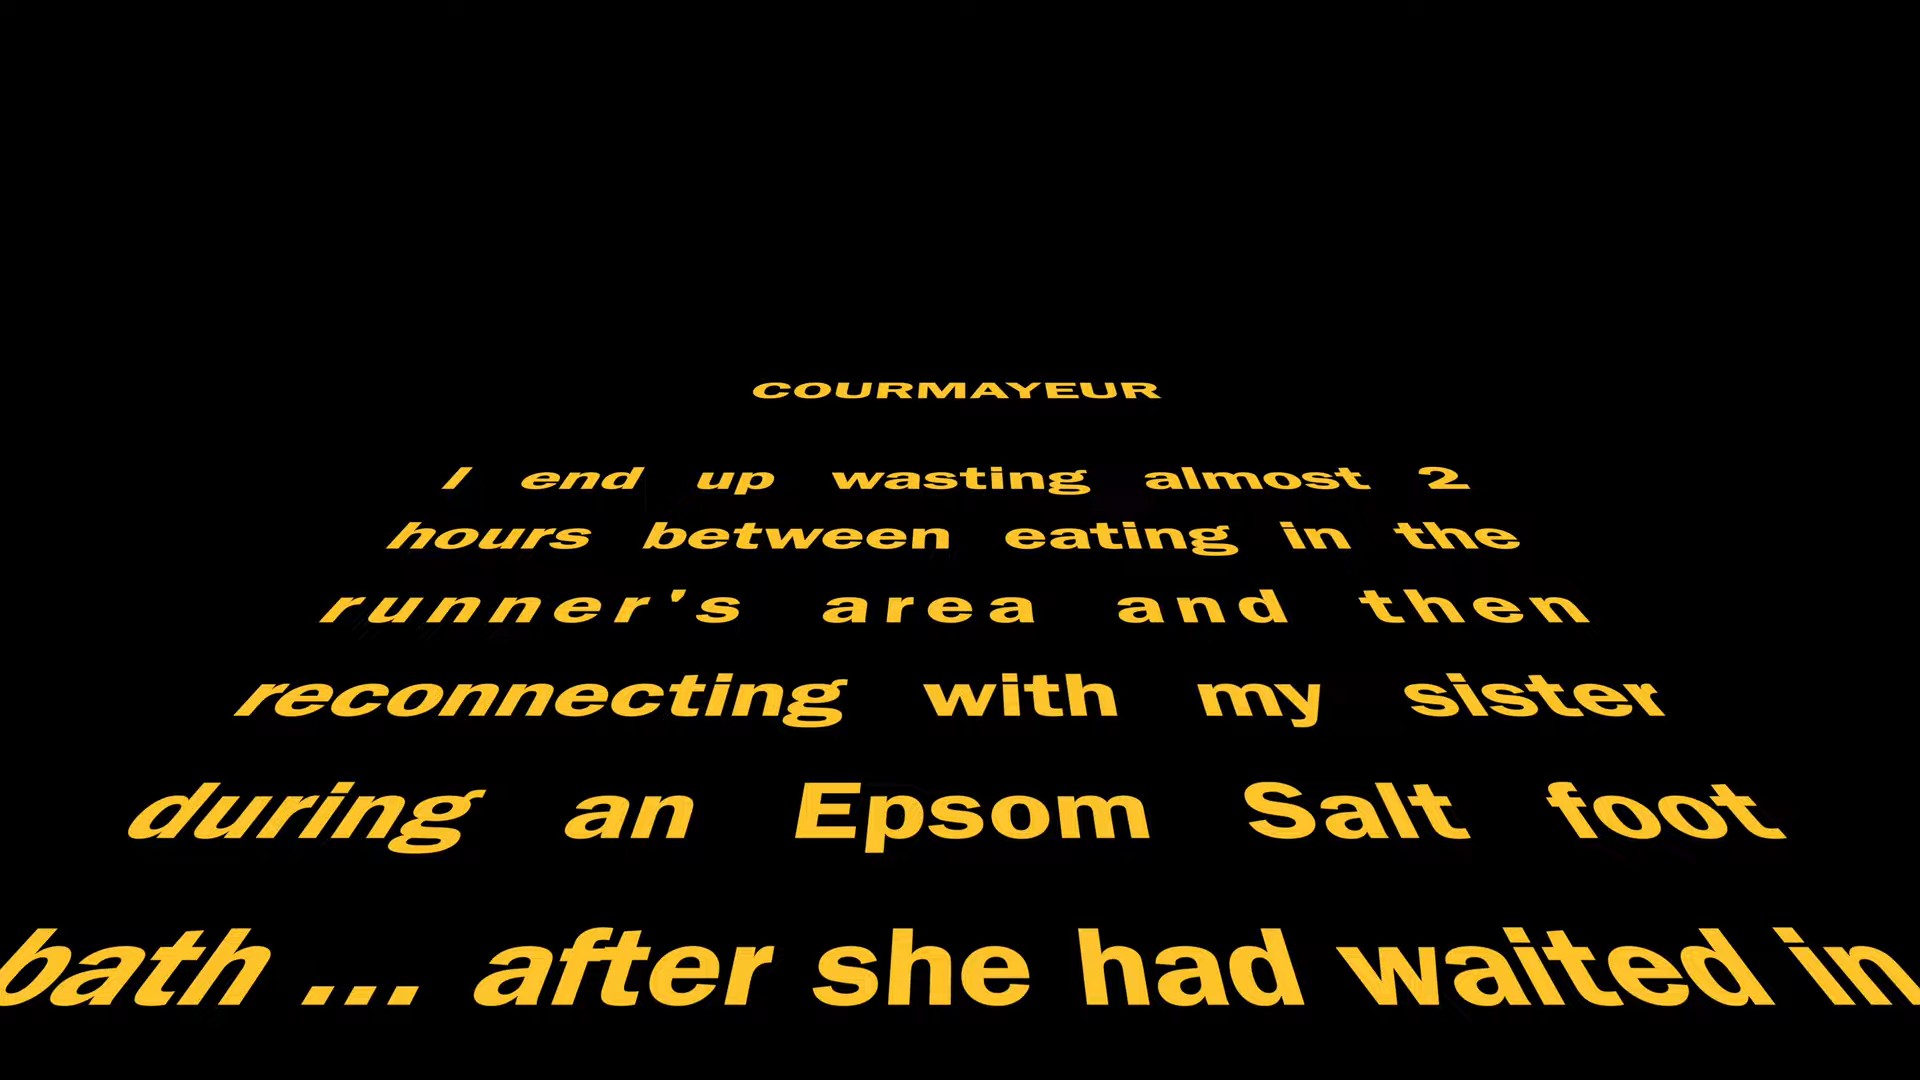 COURMAYEUR
I end up wasting almost 2
hours between eating in the
runner's area and then
reconnecting with my sister
during an Epsom Salt foot
bath ... after she had waited in